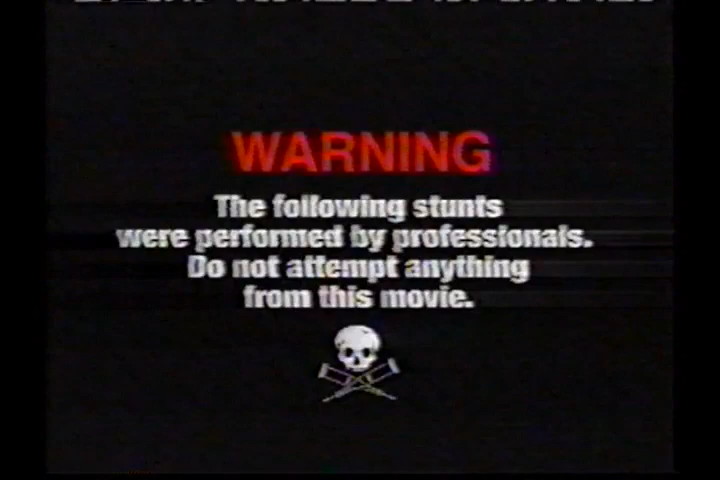 WARNING
The following stunts
were performed by professionals.
Do not attempt anything
from this movie.